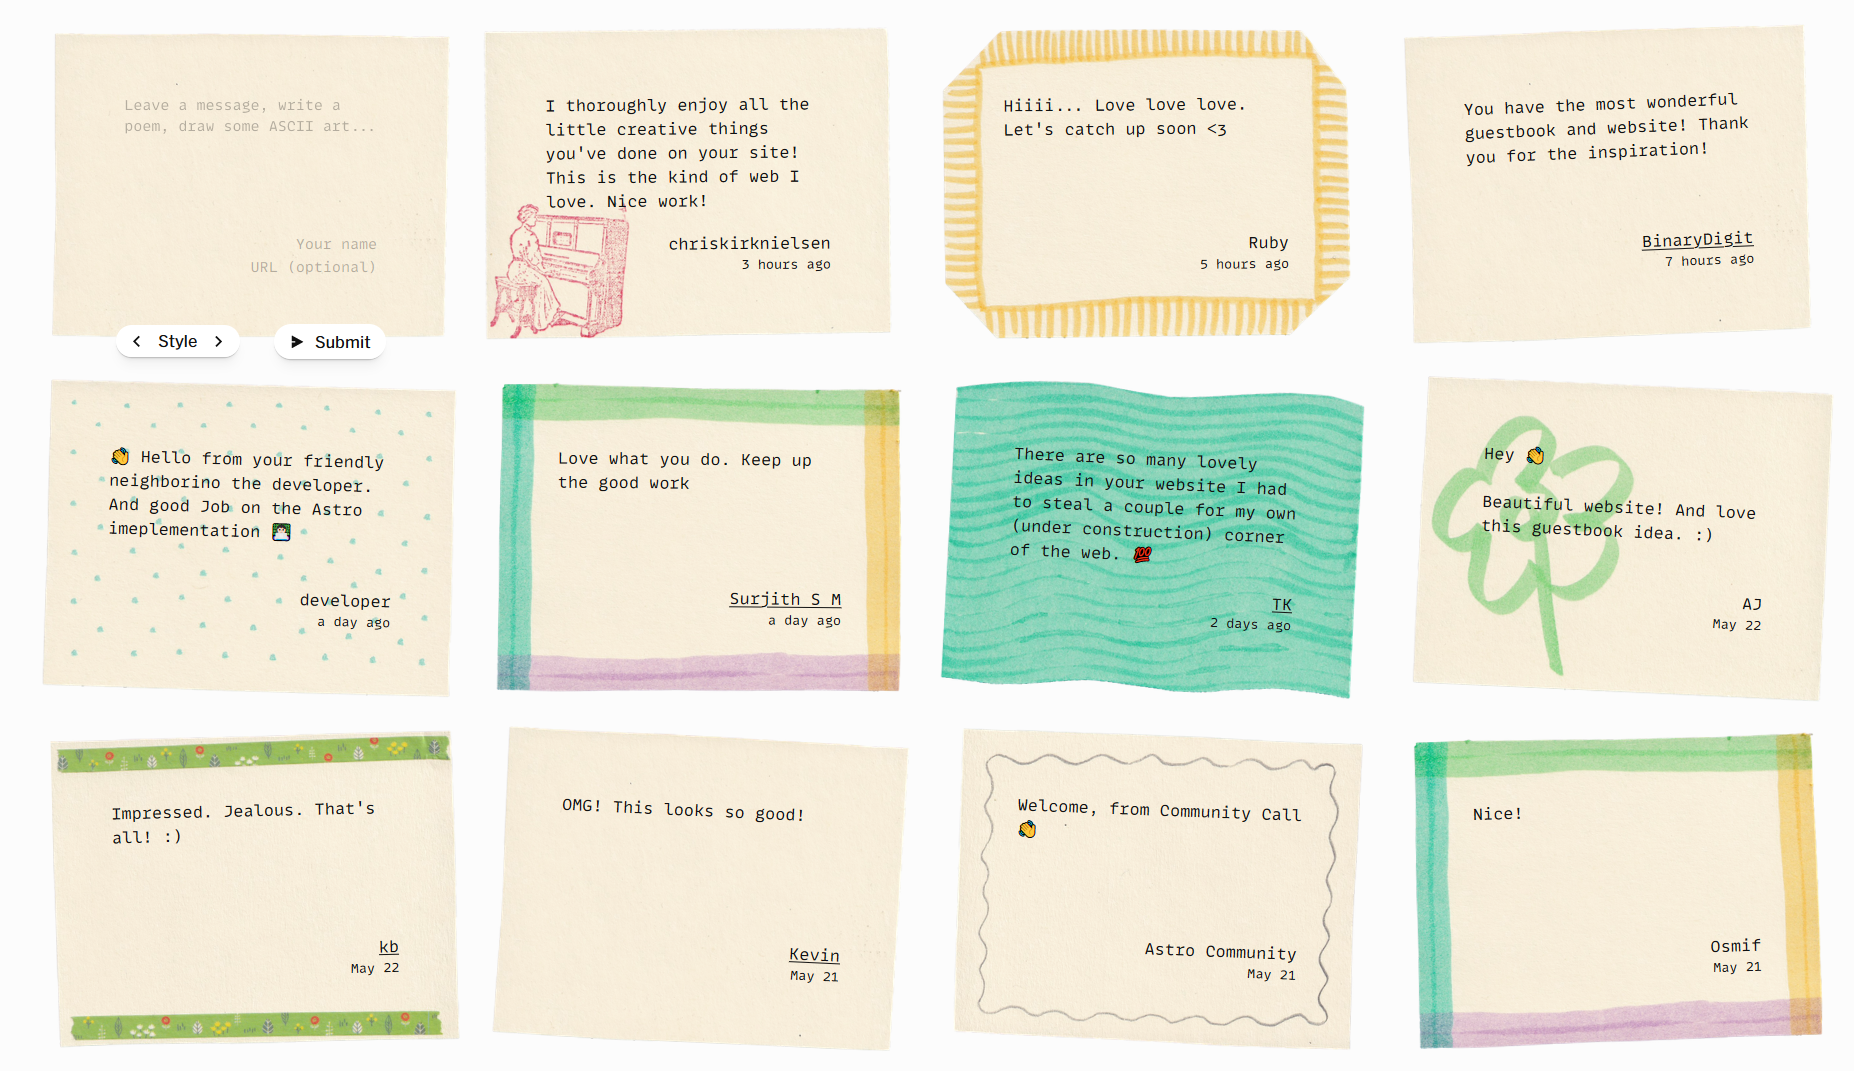 Leave a message, write a
poem, draw some ASCII art...
Your name
URL (optional)
Style
Submit
I thoroughly enjoy all the
little creative things
you've done on your site!
This is the kind of web I
love. Nice work!
chriskirknielsen
3 hours ago
Hiiii... Love love love.
Let's catch up soon <3
Ruby
5 hours ago
You have the most wonderful
guestbook and website! Thank
you for the inspiration!
BinaryDigit
7 hours ago
👋 Hello from your friendly
neighborino the developer.
And good Job on the Astro
imeplementation 👨‍💻
developer
a day ago
Love what you do. Keep up
the good work
Surjith S M
a day ago
There are so many lovely
ideas in your website I had
to steal a couple for my own
(under construction) corner
of the web. 💯
TK
2 days ago
Hey 👋
Beautiful website! And love
this guestbook idea. :)
AJ
May 22
Impressed. Jealous. That's
all! :)
kb
May 22
OMG! This looks so good!
Kevin
May 21
Welcome, from Community Call
👋
Astro Community
May 21
Nice!
Osmif
May 21